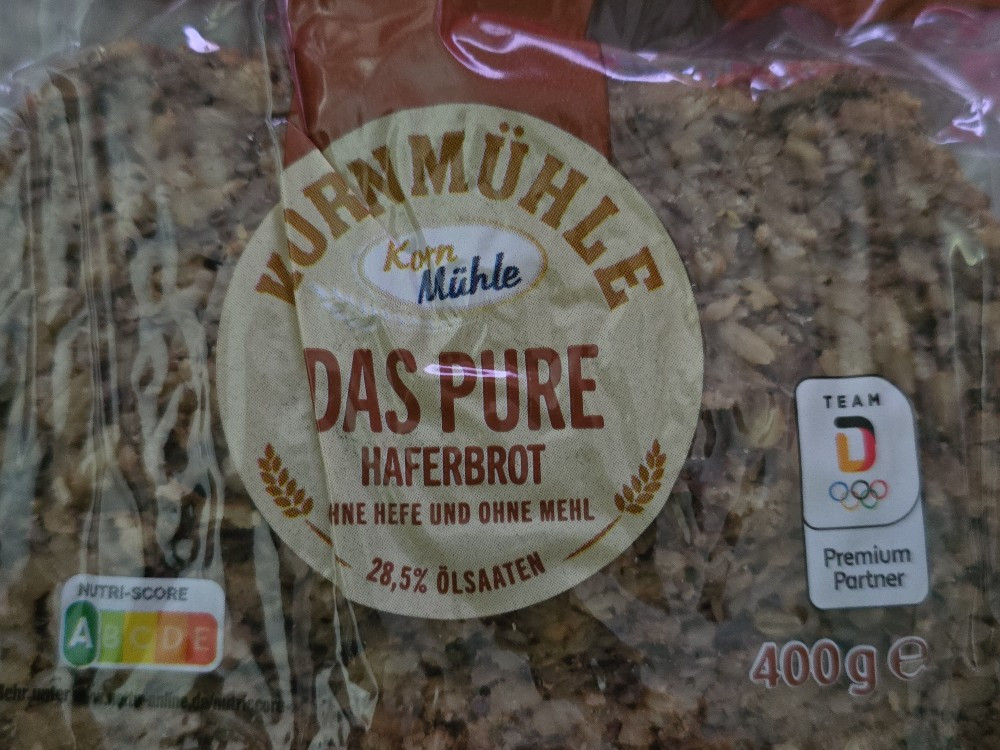 KORNMÜHLE
Korn
Mühle
DAS PURE
HAFERBROT
HNE HEFE UND OHNE MEHL
28,5% ÖLSAATEN
TEAM
D
Premium
Partner
NUTRI-SCORE
A B C D E
400g e